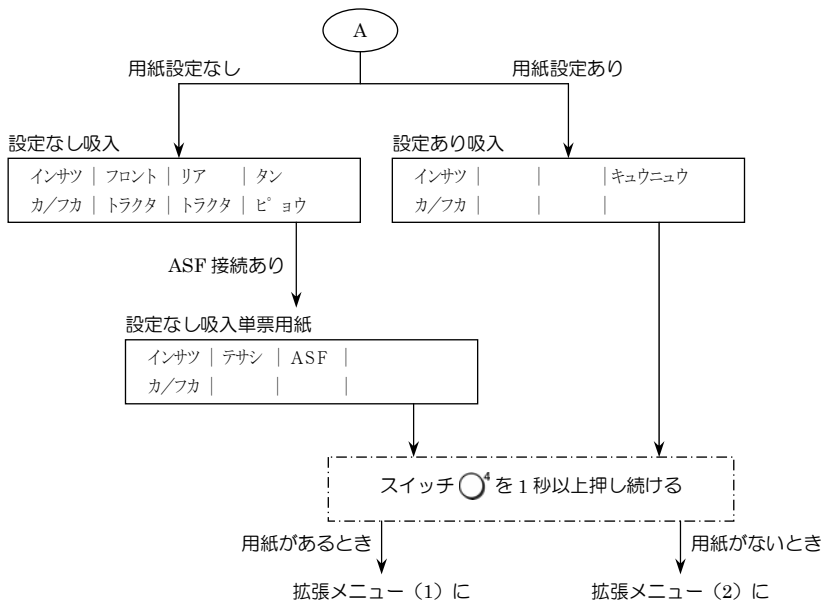 A
用紙設定なし
用紙設定あり
設定なし吸入
インサツ | フロント | リア | タン
カ/フカ | トラクタ | トラクタ | ピョウ
設定あり吸入
インサツ | | |キュウニュウ
カ/フカ | | |
ASF 接続あり
設定なし吸入単票用紙
インサツ | テサシ | ASF |
カ/フカ | | |
スイッチ◯4 を 1 秒以上押し続ける
用紙があるとき
用紙がないとき
拡張メニュー（1）に
拡張メニュー（2）に